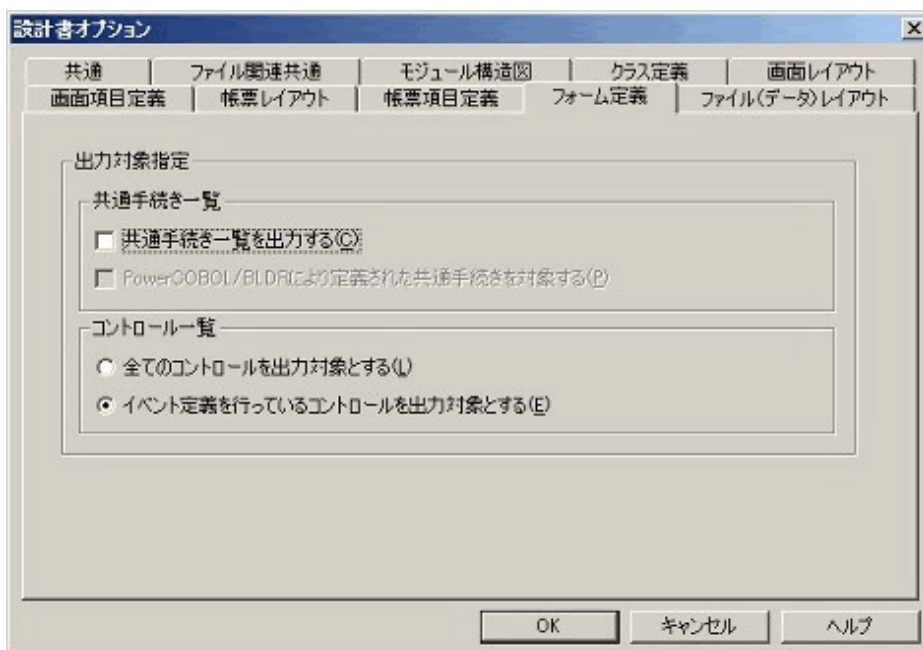 設計書オプション
共通 ファイル関連共通 モジュール構造図 クラス定義 画面レイアウト
画面項目定義 帳票レイアウト 帳票項目定義 フォーム定義 ファイル(データ)レイアウト
出力対象指定
共通手続き一覧
共通手続き一覧を出力する(C)
PowerCOBOL/BLDRにより定義された共通手続きを対象する(P)
コントロール一覧
全てのコントロールを出力対象とする(L)
イベント定義を行っているコントロールを出力対象とする(E)
OK キャンセル ヘルプ